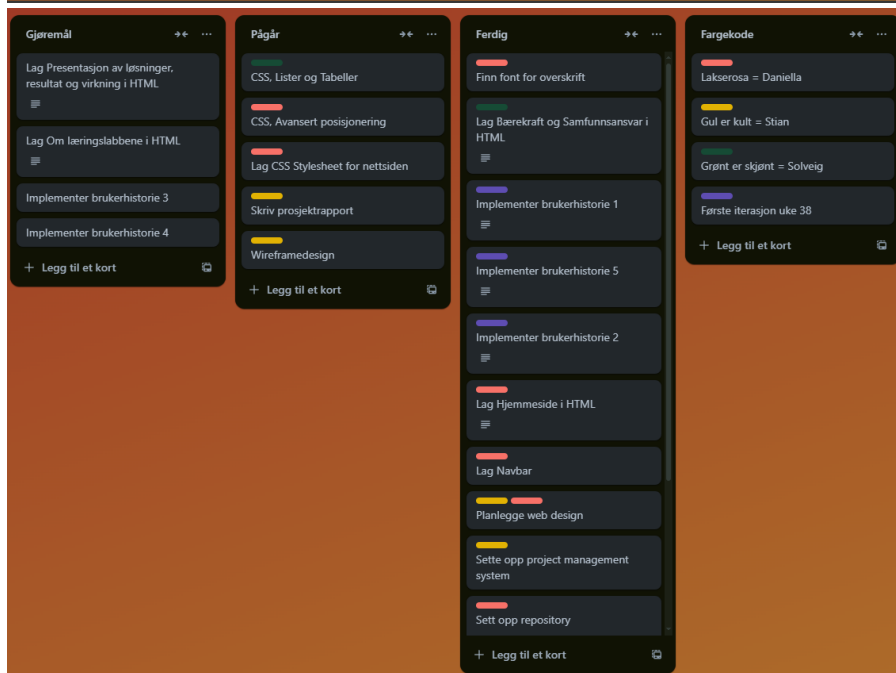 Gjøremål
Lag Presentasjon av løsninger,
resultat og virkning i HTML
Lag Om læringslabbene i HTML
Implementer brukerhistorie 3
Implementer brukerhistorie 4
+ Legg til et kort
Pågår
CSS, Lister og Tabeller
CSS, Avansert posisjonering
Lag CSS Stylesheet for nettsiden
Skriv prosjektrapport
Wireframedesign
+ Legg til et kort
Ferdig
Finn font for overskrift
Lag Bærekraft og Samfunnsansvar i
HTML
Implementer brukerhistorie 1
Implementer brukerhistorie 5
Implementer brukerhistorie 2
Lag Hjemmeside i HTML
Lag Navbar
Planlegge web design
Sette opp project management
system
Sett opp repository
+ Legg til et kort
Fargekode
Lakserosa = Daniella
Gul er kult = Stian
Grønt er skjønt = Solveig
Første iterasjon uke 38
+ Legg til et kort